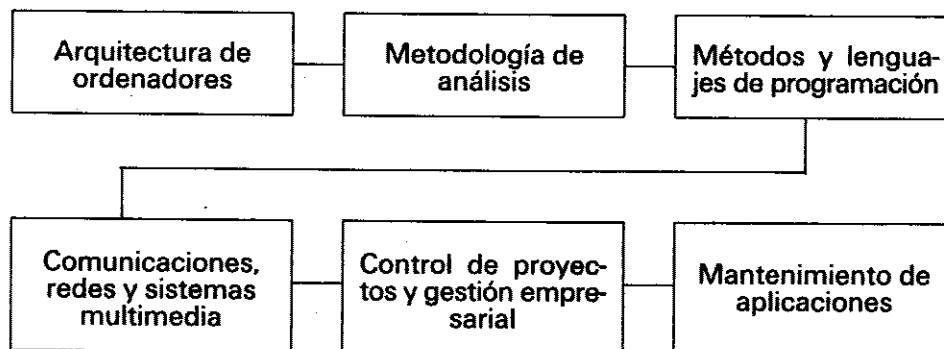 Arquitectura de
ordenadores
Metodología de
análisis
Métodos y lengua-
jes de programación
Comunicaciones,
redes y sistemas
multimedia
Control de proyec-
tos y gestión empre-
sarial
Mantenimiento de
aplicaciones